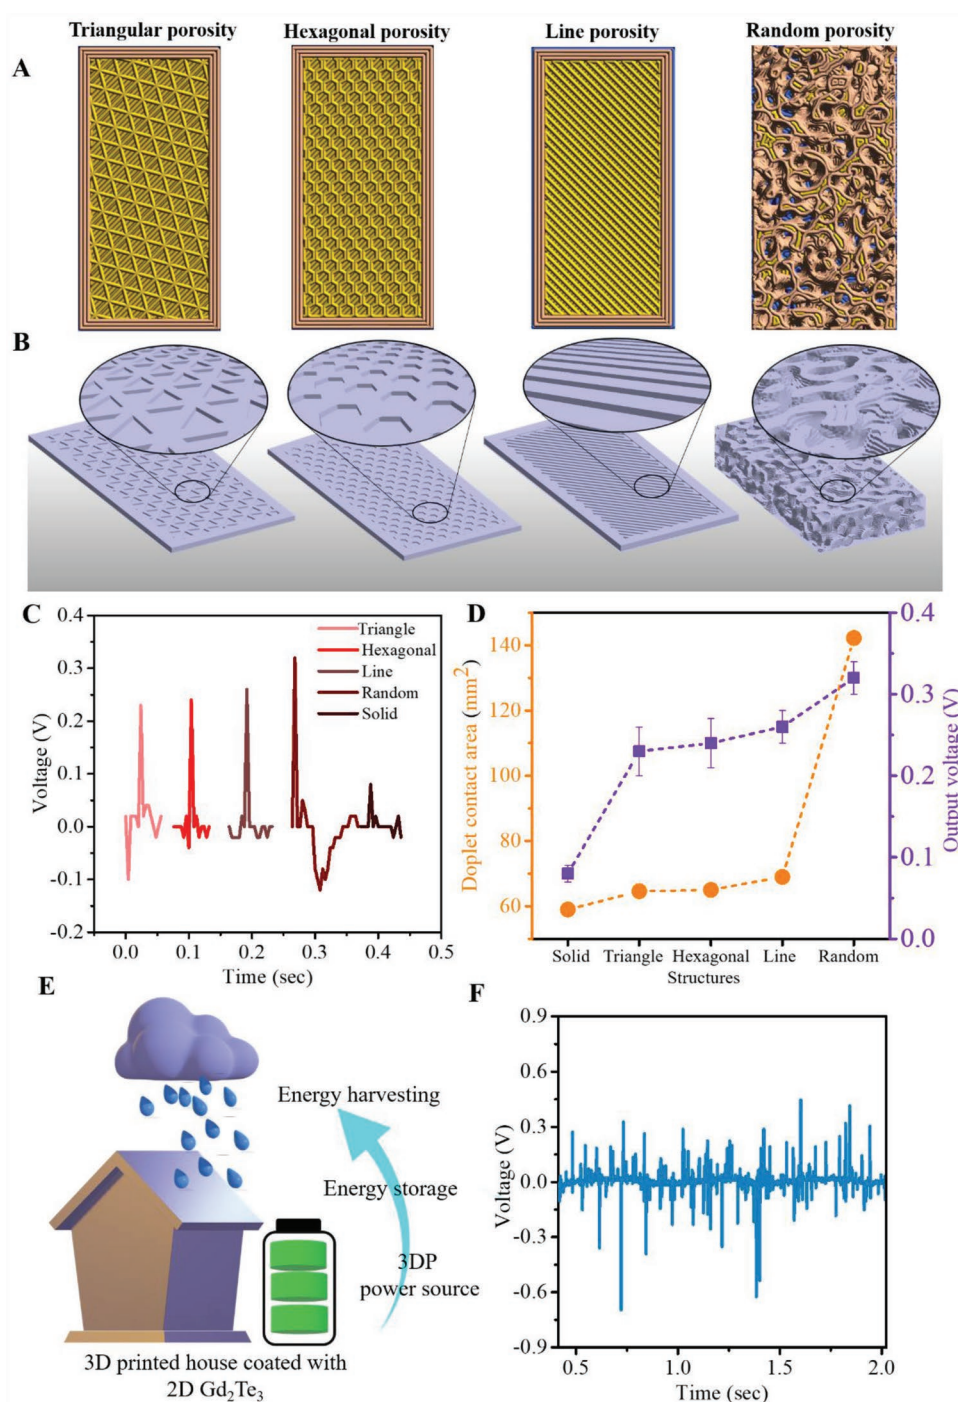 Triangular porosity
Hexagonal porosity
Line porosity
Random porosity
A
B
C
0.4
0.3
0.2
0.1
0.0
-0.1
-0.2
Voltage (V)
Triangle
Hexagonal
Line
Random
Solid
0.0
0.1
0.2
0.3
0.4
0.5
Time (sec)
D
140
120
100
80
60
Doplet contact area (mm²)
0.4
0.3
0.2
0.1
0.0
Output voltage (V)
Solid
Triangle
Hexagonal
Line
Random
Structures
E
Energy harvesting
Energy storage
3DP
power source
3D printed house coated with
2D Gd₂Te₃
F
0.9
0.6
0.3
0.0
-0.3
-0.6
-0.9
Voltage (V)
0.5
1.0
1.5
2.0
Time (sec)